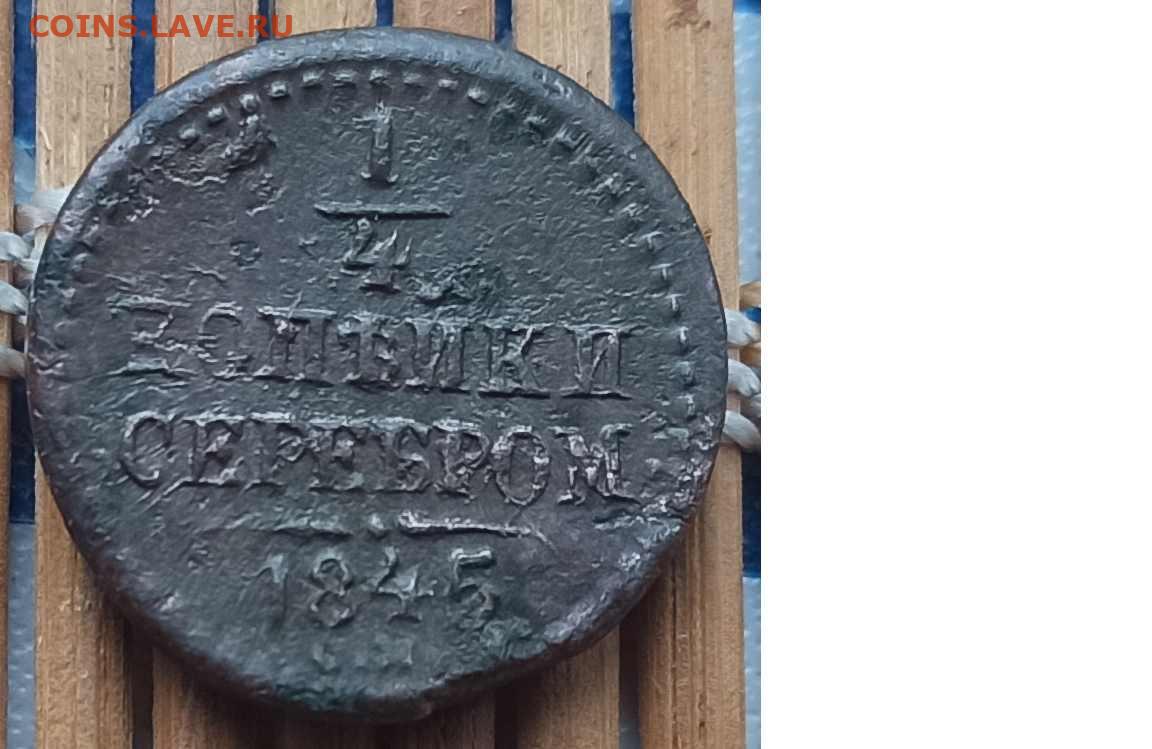 COINS.LAVE.RU
1
4
КОПѢЙКИ
СЕРЕБРОМ
1845